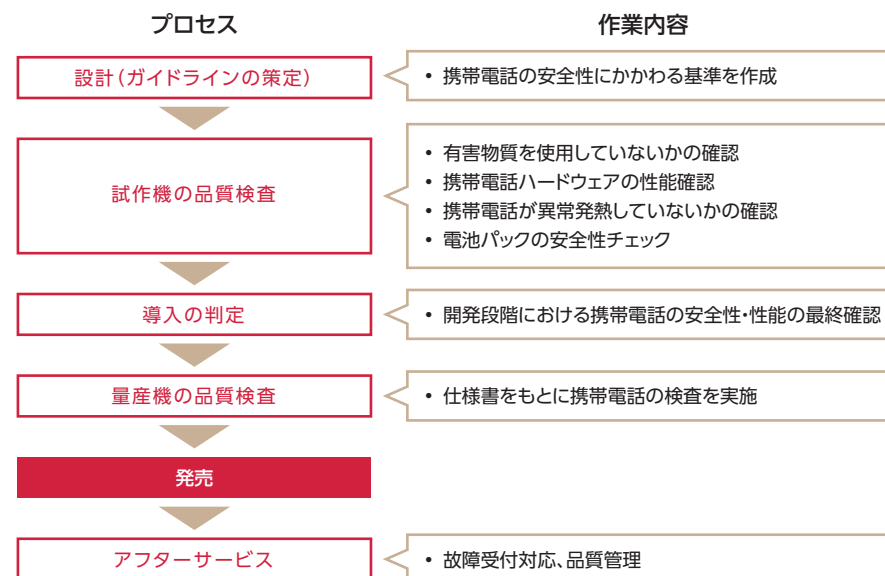 プロセス
作業内容
設計(ガイドラインの策定)
• 携帯電話の安全性にかかわる基準を作成
試作機の品質検査
• 有害物質を使用していないかの確認
• 携帯電話ハードウェアの性能確認
• 携帯電話が異常発熱していないかの確認
• 電池パックの安全性チェック
導入の判定
• 開発段階における携帯電話の安全性・性能の最終確認
量産機の品質検査
• 仕様書をもとに携帯電話の検査を実施
発売
アフターサービス
• 故障受付対応、品質管理